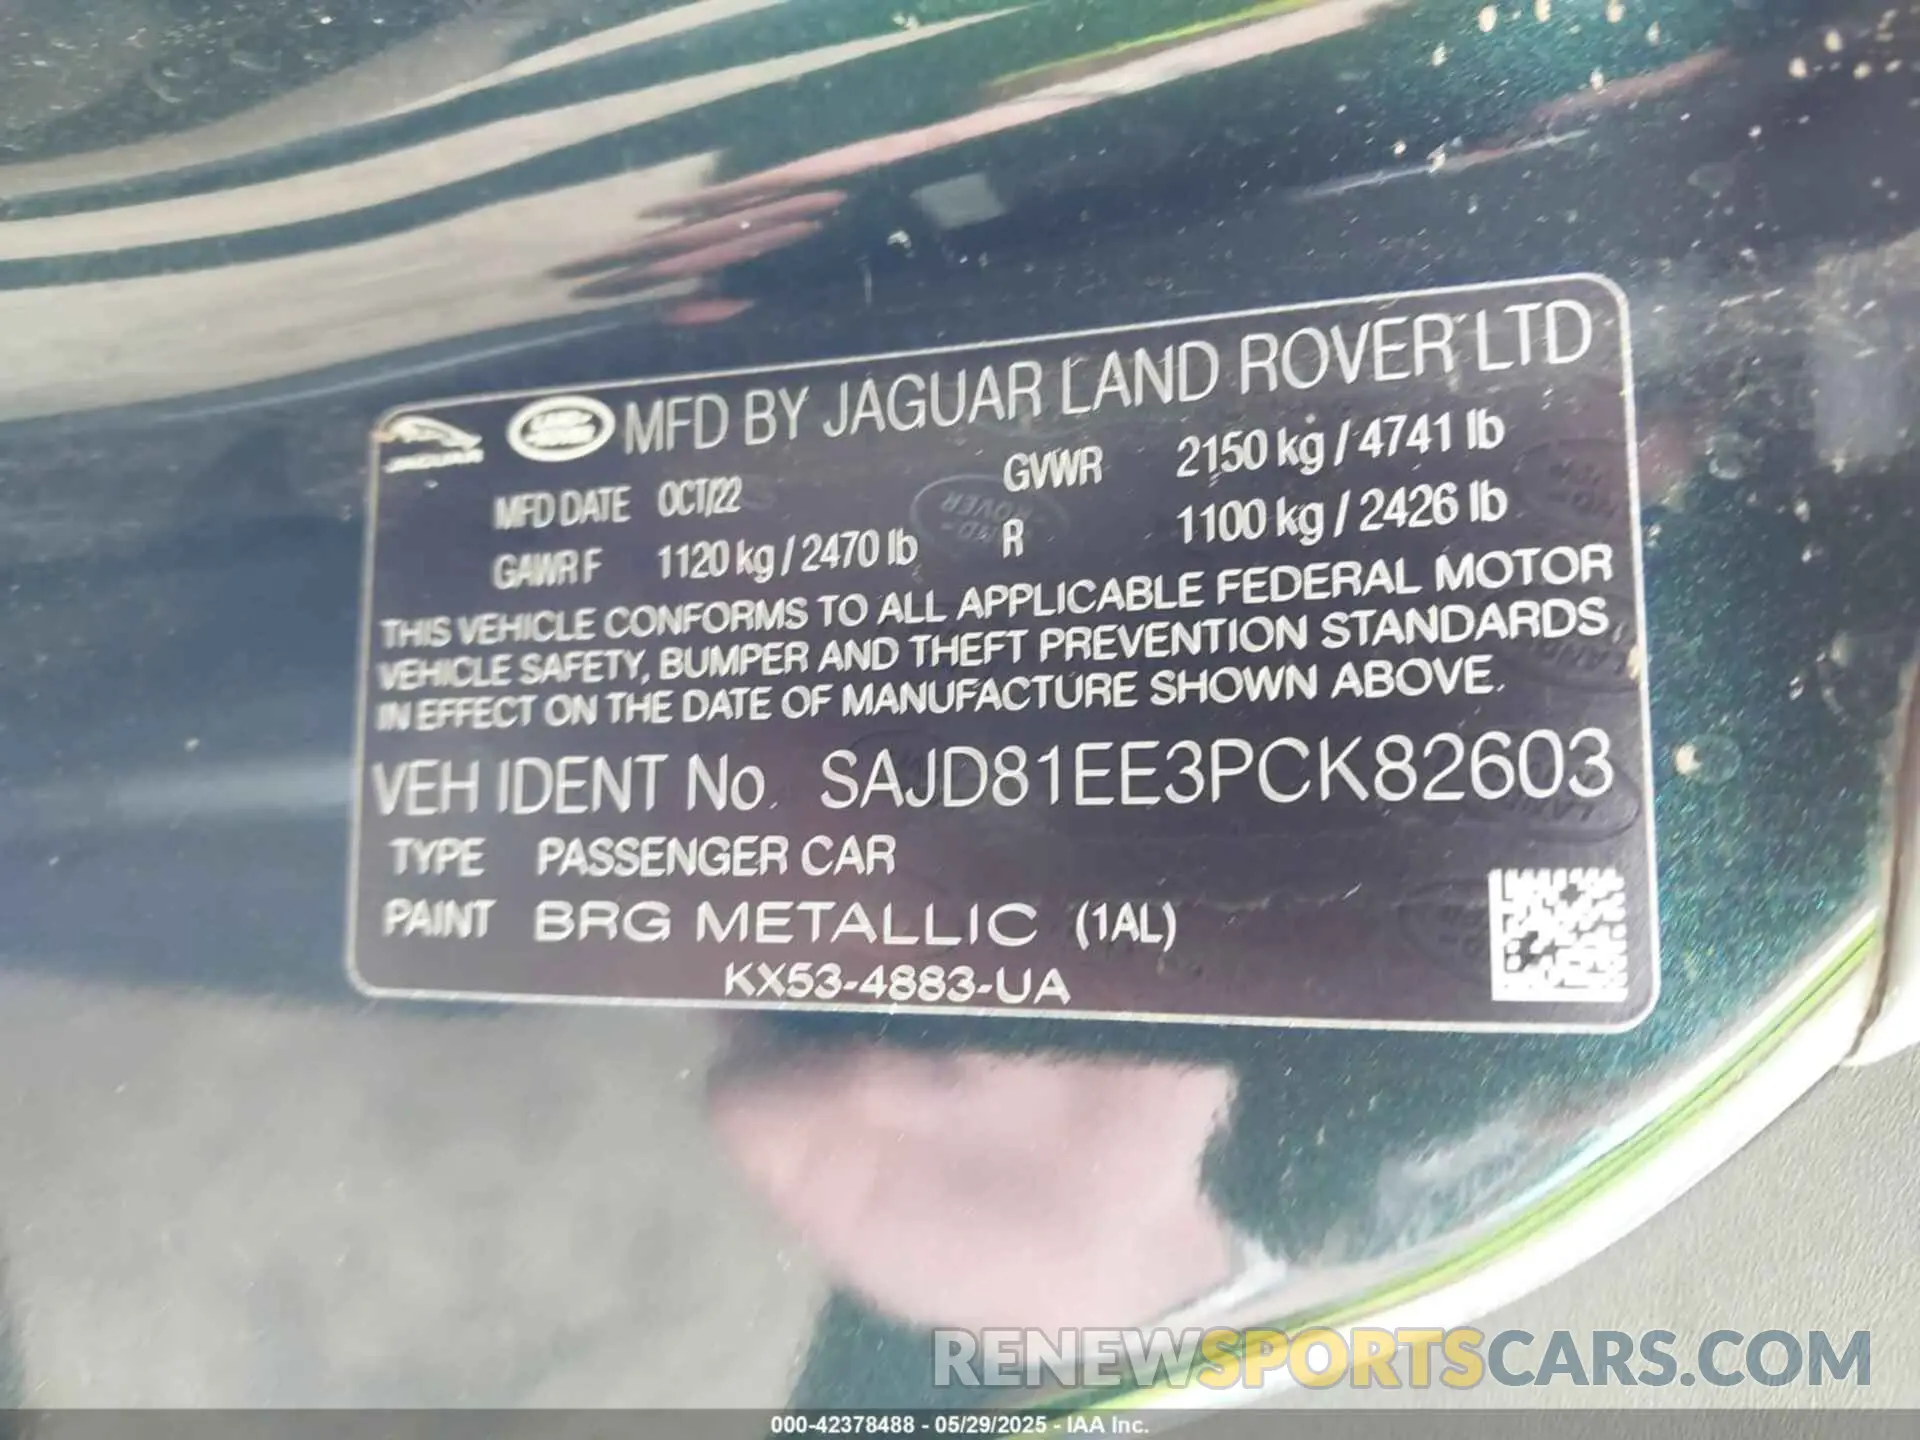 JAGUAR LAND ROVER MFD BY JAGUAR LAND ROVER LTD
MFD DATE OCT/22 GVWR 2150 kg / 4741 lb
GAWR F 1120 kg / 2470 lb R 1100 kg / 2426 lb
THIS VEHICLE CONFORMS TO ALL APPLICABLE FEDERAL MOTOR
VEHICLE SAFETY, BUMPER AND THEFT PREVENTION STANDARDS
IN EFFECT ON THE DATE OF MANUFACTURE SHOWN ABOVE.
VEH IDENT No. SAJD81EE3PCK82603
TYPE PASSENGER CAR
PAINT BRG METALLIC (1AL)
KX53-4883-UA
RENEWSPORTSCARS.COM
000-42378488 - 05/29/2025 - IAA Inc.